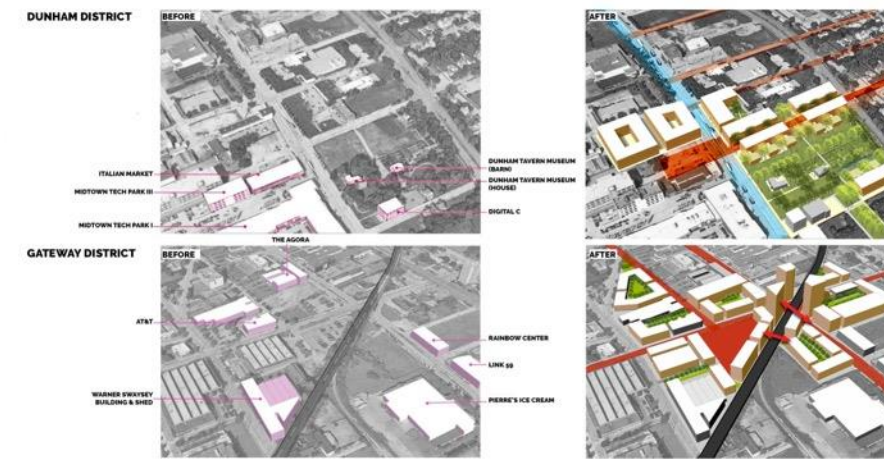 DUNHAM DISTRICT
BEFORE
AFTER
ITALIAN MARKET
MIDTOWN TECH PARK III
MIDTOWN TECH PARK I
DUNHAM TAVERN MUSEUM
(BARN)
DUNHAM TAVERN MUSEUM
(HOUSE)
DIGITAL C
GATEWAY DISTRICT
BEFORE
AFTER
THE AGORA
AT&T
WARNER SWAYSEY
BUILDING & SHED
RAINBOW CENTER
LINK 59
PIERRE'S ICE CREAM